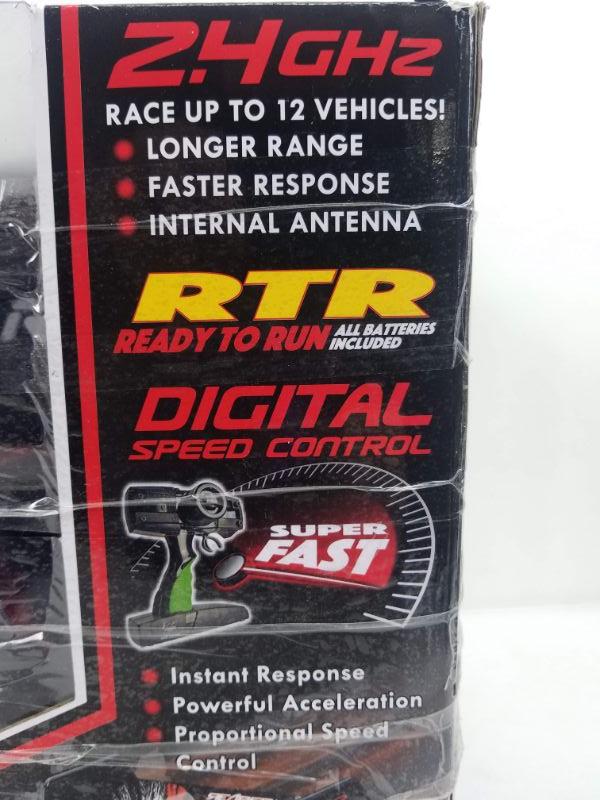 2.4GHz
RACE UP TO 12 VEHICLES!
LONGER RANGE
FASTER RESPONSE
INTERNAL ANTENNA
RTR
READY TO RUN ALL BATTERIES
INCLUDED
DIGITAL
SPEED CONTROL
SUPER
FAST
Instant Response
Powerful Acceleration
Proportional Speed
Control